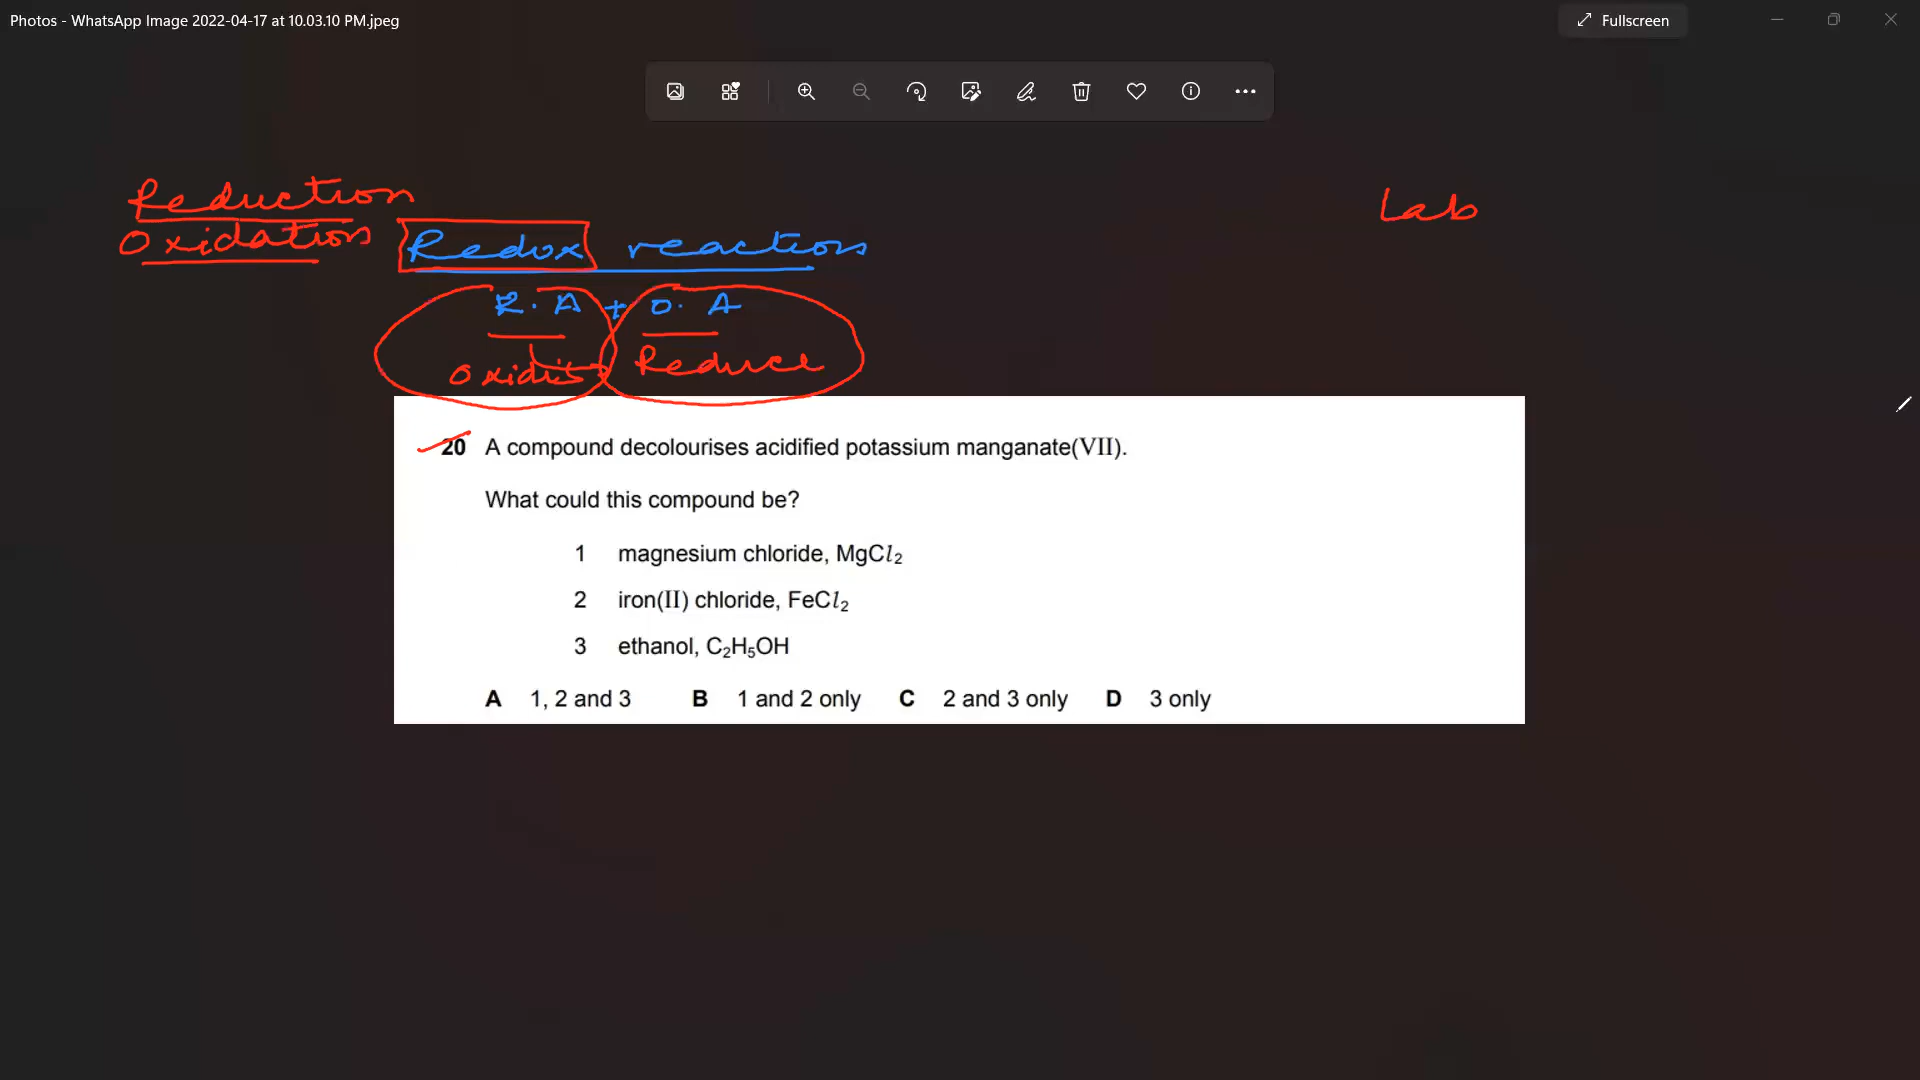 Photos - WhatsApp Image 2022-04-17 at 10.03.10 PM.jpeg
Fullscreen
Reduction
Oxidation
Redox reaction
Lab
R. A + O. A
Reduce
20 A compound decolourises acidified potassium manganate(VII).
What could this compound be?
1 magnesium chloride, MgCl₂
2 iron(II) chloride, FeCl₂
3 ethanol, C₂H₅OH
A 1, 2 and 3 B 1 and 2 only C 2 and 3 only D 3 only